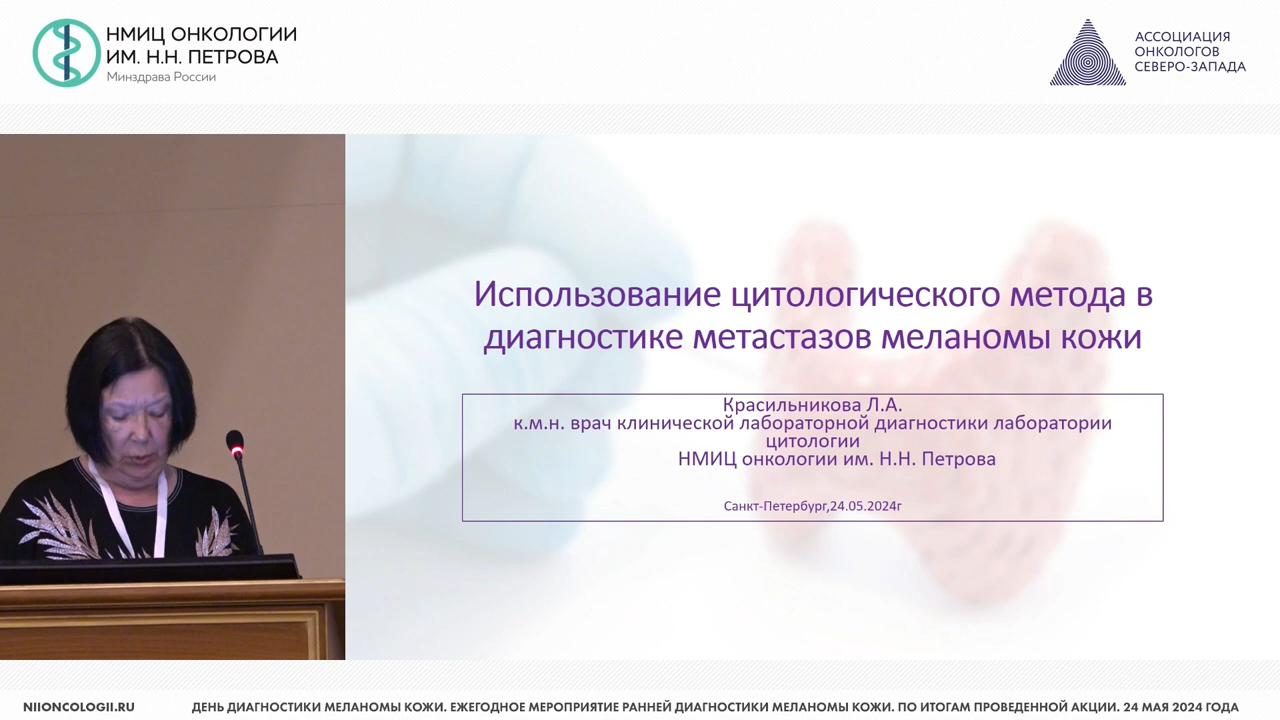 НМИЦ ОНКОЛОГИИ
ИМ. Н.Н. ПЕТРОВА
Минздрава России
АССОЦИАЦИЯ
ОНКОЛОГОВ
СЕВЕРО-ЗАПАДА
Использование цитологического метода в
диагностике метастазов меланомы кожи
Красильникова Л.А.
к.м.н. врач клинической лабораторной диагностики лаборатории
цитологии
НМИЦ онкологии им. Н.Н. Петрова
Санкт-Петербург,24.05.2024г
NIIONCOLOGII.RU
ДЕНЬ ДИАГНОСТИКИ МЕЛАНОМЫ КОЖИ. ЕЖЕГОДНОЕ МЕРОПРИЯТИЕ РАННЕЙ ДИАГНОСТИКИ МЕЛАНОМЫ КОЖИ. ПО ИТОГАМ ПРОВЕДЕННОЙ АКЦИИ. 24 МАЯ 2024 ГОДА